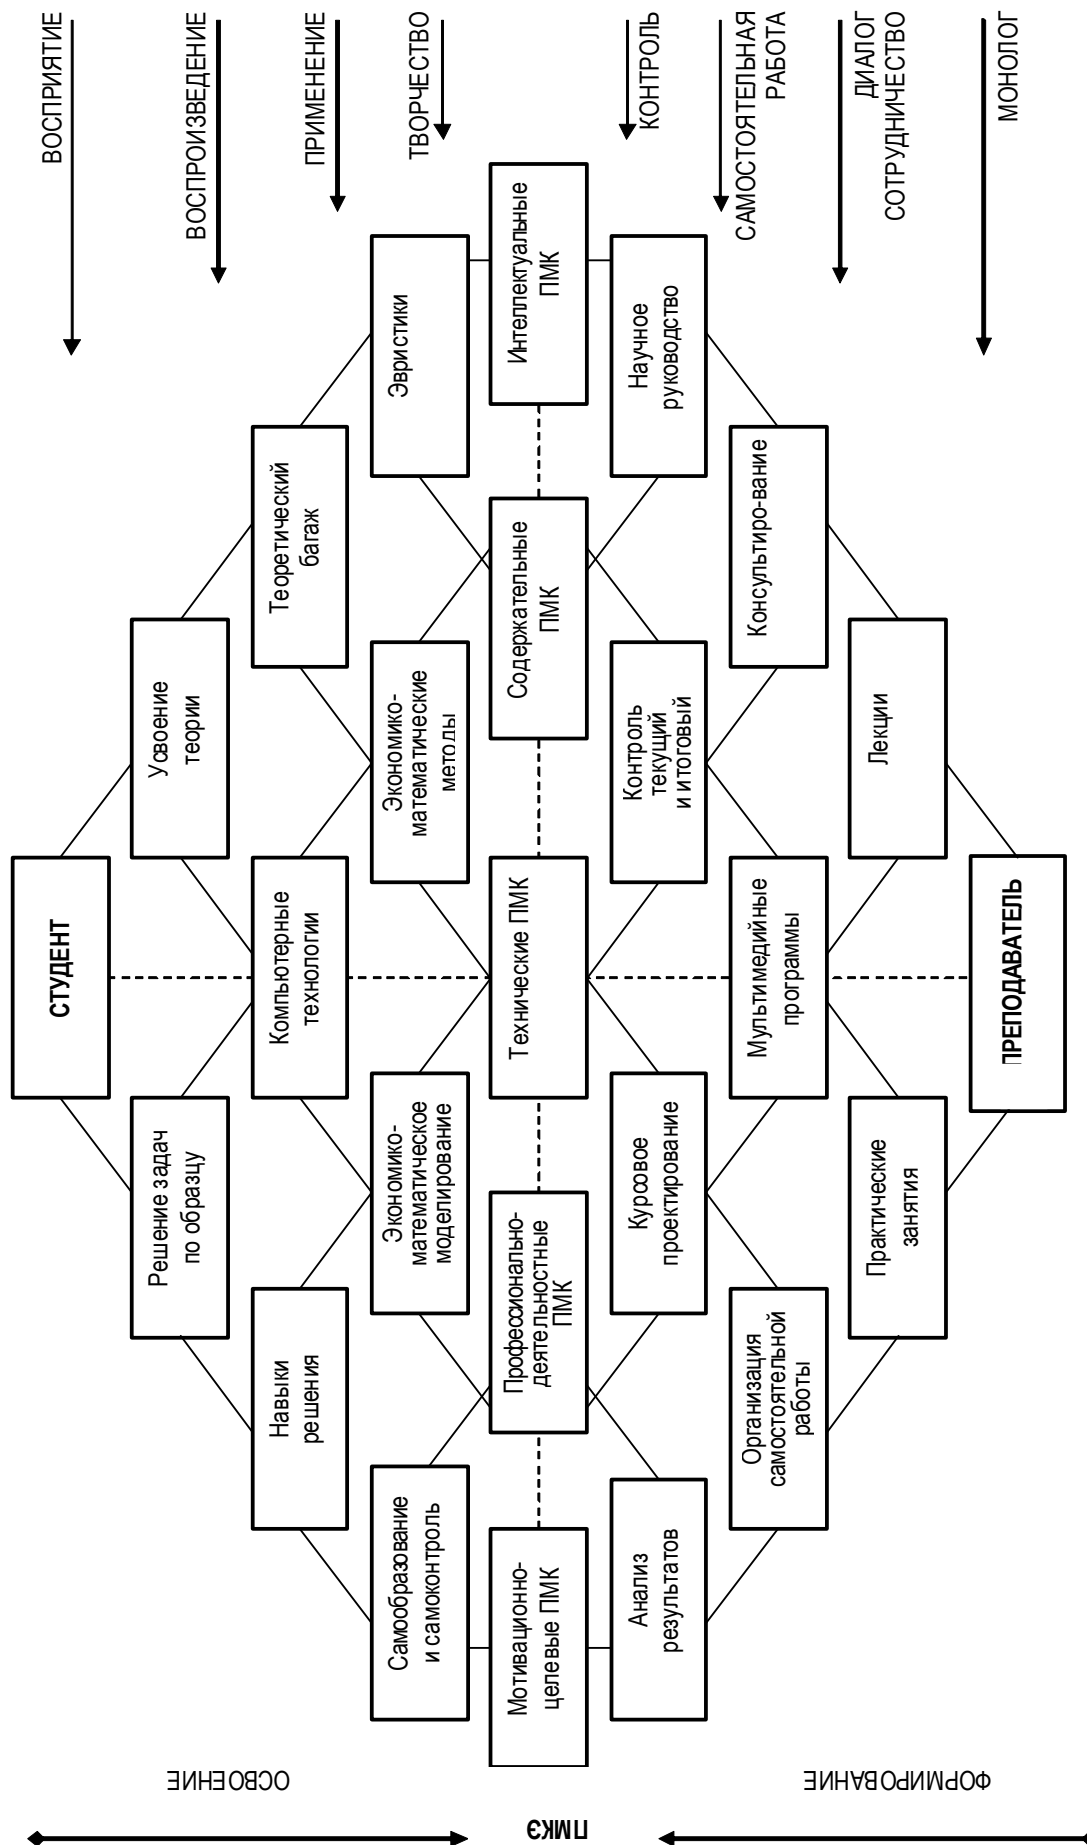 ВОСПРИЯТИЕ
ВОСПРОИЗВЕДЕНИЕ
ПРИМЕНЕНИЕ
ТВОРЧЕСТВО
КОНТРОЛЬ
САМОСТОЯТЕЛЬНАЯ
РАБОТА
ДИАЛОГ
СОТРУДНИЧЕСТВО
МОНОЛОГ
СТУДЕНТ
Решение задач
по образцу
Усвоение
теории
Навыки
решения
Компьютерные
технологии
Теоретический
багаж
Самообразование
и самоконтроль
Экономико-
математическое
моделирование
Экономико-
математические
методы
Эвристики
Мотивационно-
целевые ПМК
Профессионально-
деятельностные
ПМК
Технические ПМК
Содержательные
ПМК
Интеллектуальные
ПМК
Анализ
результатов
Курсовое
проектирование
Контроль
текущий
и итоговый
Научное
руководство
Организация
самостоятельной
работы
Мультимедийные
программы
Консультиро-вание
Практические
занятия
Лекции
ПРЕПОДАВАТЕЛЬ
ОСВОЕНИЕ
ПМКЭ
ФОРМИРОВАНИЕ